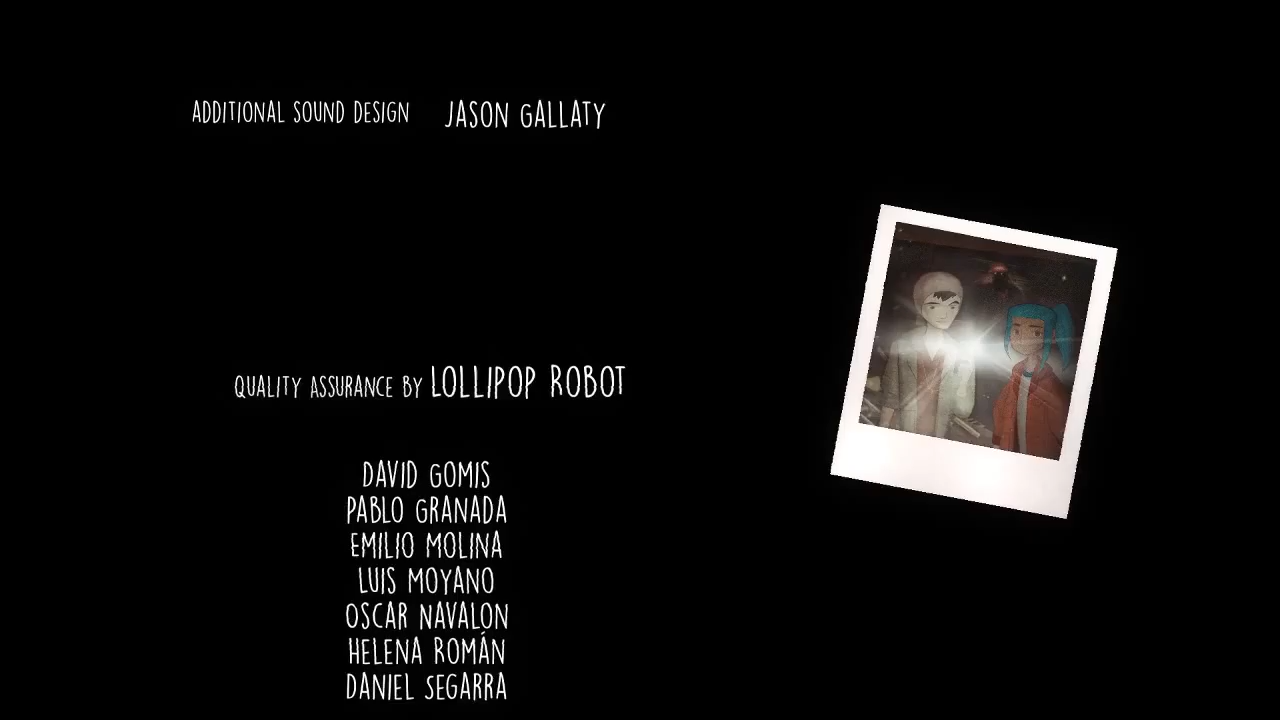 ADDITIONAL SOUND DESIGN JASON GALLATY
QUALITY ASSURANCE BY LOLLIPOP ROBOT
DAVID GOMIS
PABLO GRANADA
EMILIO MOLINA
LUIS MOYANO
OSCAR NAVALON
HELENA ROMÁN
DANIEL SEGARRA